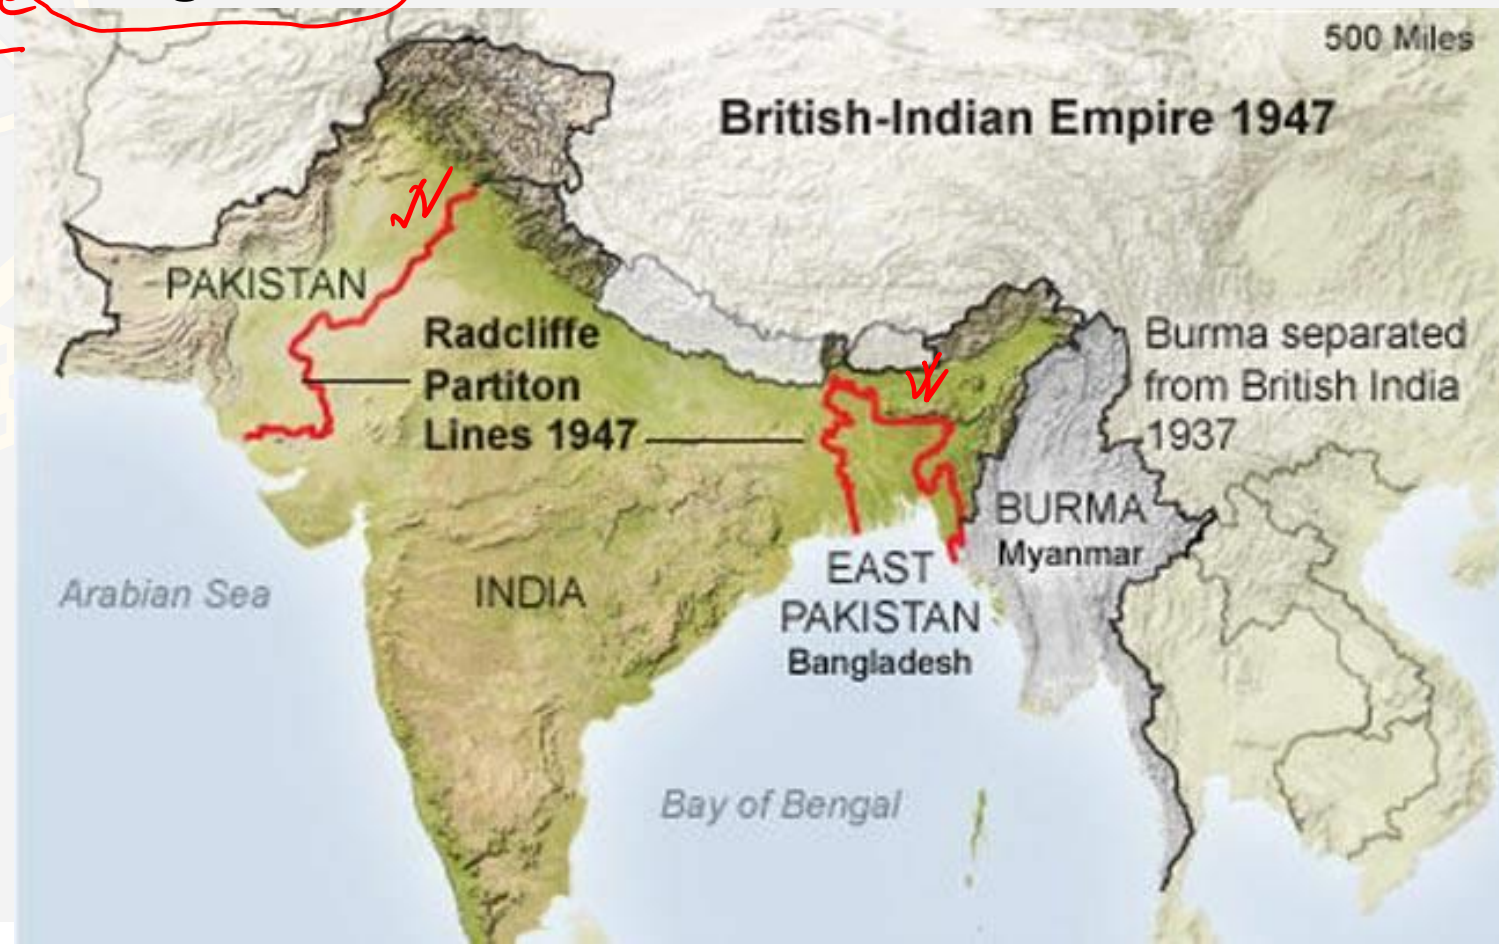 500 Miles
British-Indian Empire 1947
PAKISTAN
Radcliffe
Partiton
Lines 1947
Burma separated
from British India
1937
BURMA
Myanmar
EAST
PAKISTAN
Bangladesh
INDIA
Arabian Sea
Bay of Bengal